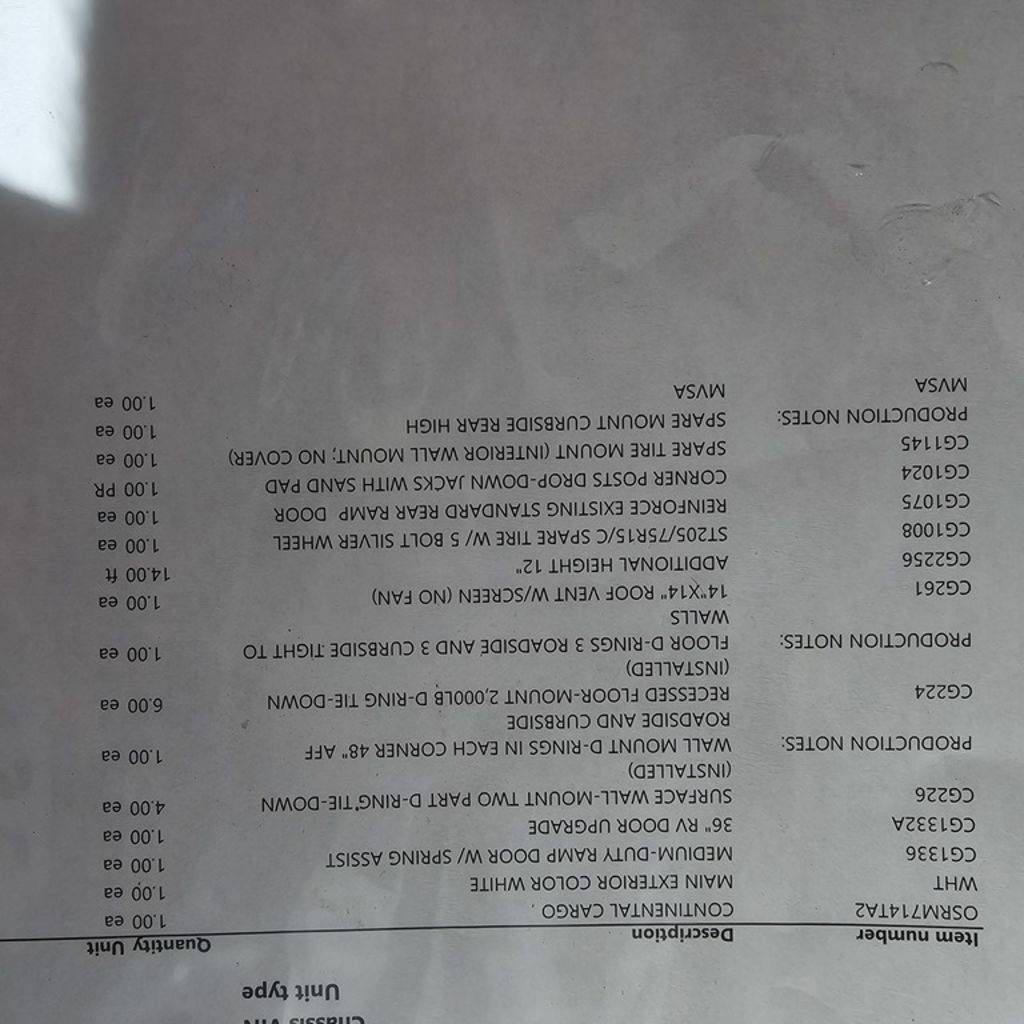 Chassis VIN
Unit type
Item number Description Quantity Unit
OSRM714TA2 CONTINENTAL CARGO 1.00 ea
WHT MAIN EXTERIOR COLOR WHITE 1.00 ea
CG1336 MEDIUM-DUTY RAMP DOOR W/ SPRING ASSIST 1.00 ea
CG1332A 36" RV DOOR UPGRADE 1.00 ea
CG226 SURFACE WALL-MOUNT TWO PART D-RING TIE-DOWN 4.00 ea
(INSTALLED)
PRODUCTION NOTES: WALL MOUNT D-RINGS IN EACH CORNER 48" AFF 1.00 ea
ROADSIDE AND CURBSIDE
CG224 RECESSED FLOOR-MOUNT 2,000LB D-RING TIE-DOWN 6.00 ea
(INSTALLED)
PRODUCTION NOTES: FLOOR D-RINGS 3 ROADSIDE AND 3 CURBSIDE TIGHT TO 1.00 ea
WALLS
CG261 14"X14" ROOF VENT W/SCREEN (NO FAN) 1.00 ea
CG2256 ADDITIONAL HEIGHT 12" 14.00 ft
CG1008 ST205/75R15/C SPARE TIRE W/ 5 BOLT SILVER WHEEL 1.00 ea
CG1075 REINFORCE EXISTING STANDARD REAR RAMP DOOR 1.00 ea
CG1024 CORNER POSTS DROP-DOWN JACKS WITH SAND PAD 1.00 PR
CG1145 SPARE TIRE MOUNT (INTERIOR WALL MOUNT; NO COVER) 1.00 ea
PRODUCTION NOTES: SPARE MOUNT CURBSIDE REAR HIGH 1.00 ea
MVSA MVSA 1.00 ea